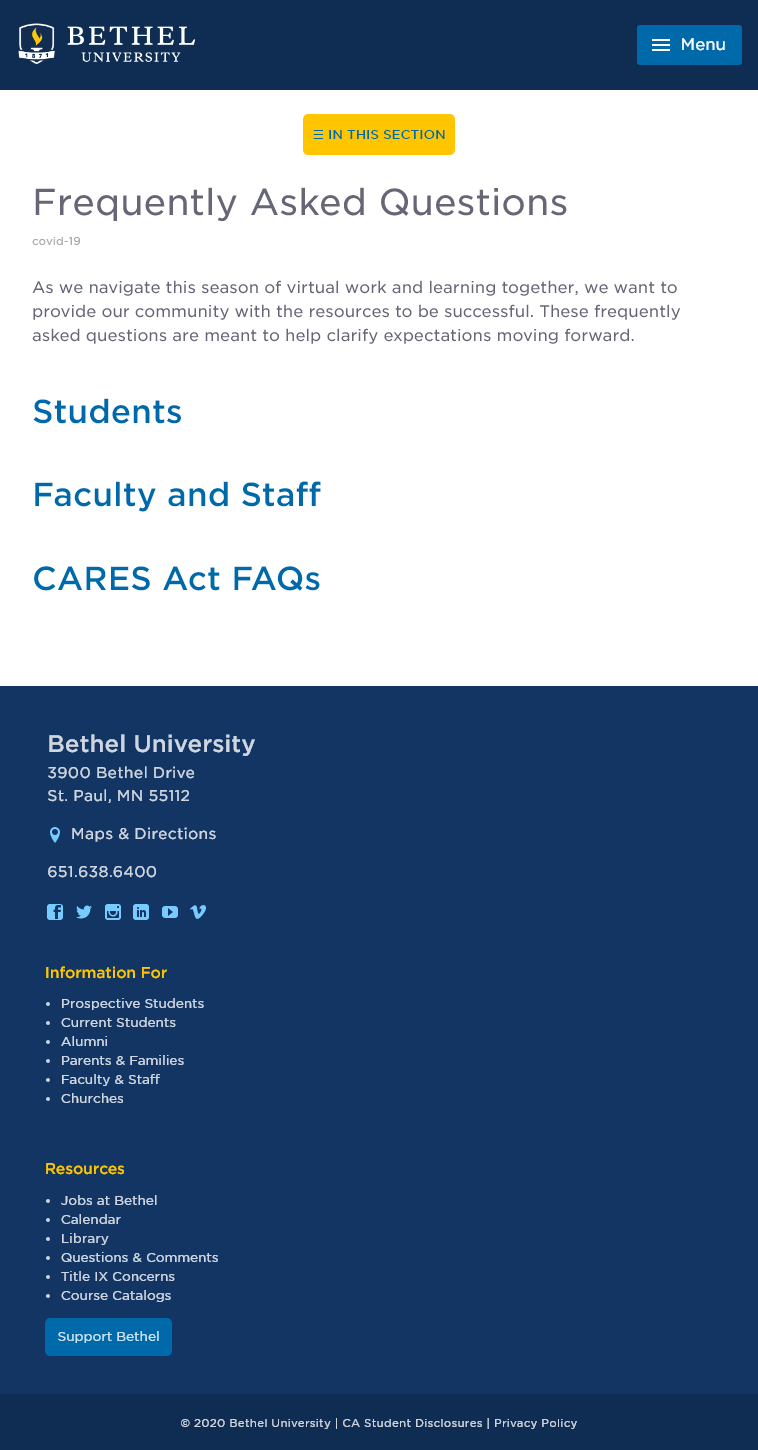 BETHEL
UNIVERSITY
1871
Menu
☰ IN THIS SECTION
Frequently Asked Questions
covid-19
As we navigate this season of virtual work and learning together, we want to
provide our community with the resources to be successful. These frequently
asked questions are meant to help clarify expectations moving forward.
Students
Faculty and Staff
CARES Act FAQs
Bethel University
3900 Bethel Drive
St. Paul, MN 55112
Maps & Directions
651.638.6400
Information For
• Prospective Students
• Current Students
• Alumni
• Parents & Families
• Faculty & Staff
• Churches
Resources
• Jobs at Bethel
• Calendar
• Library
• Questions & Comments
• Title IX Concerns
• Course Catalogs
Support Bethel
© 2020 Bethel University | CA Student Disclosures | Privacy Policy